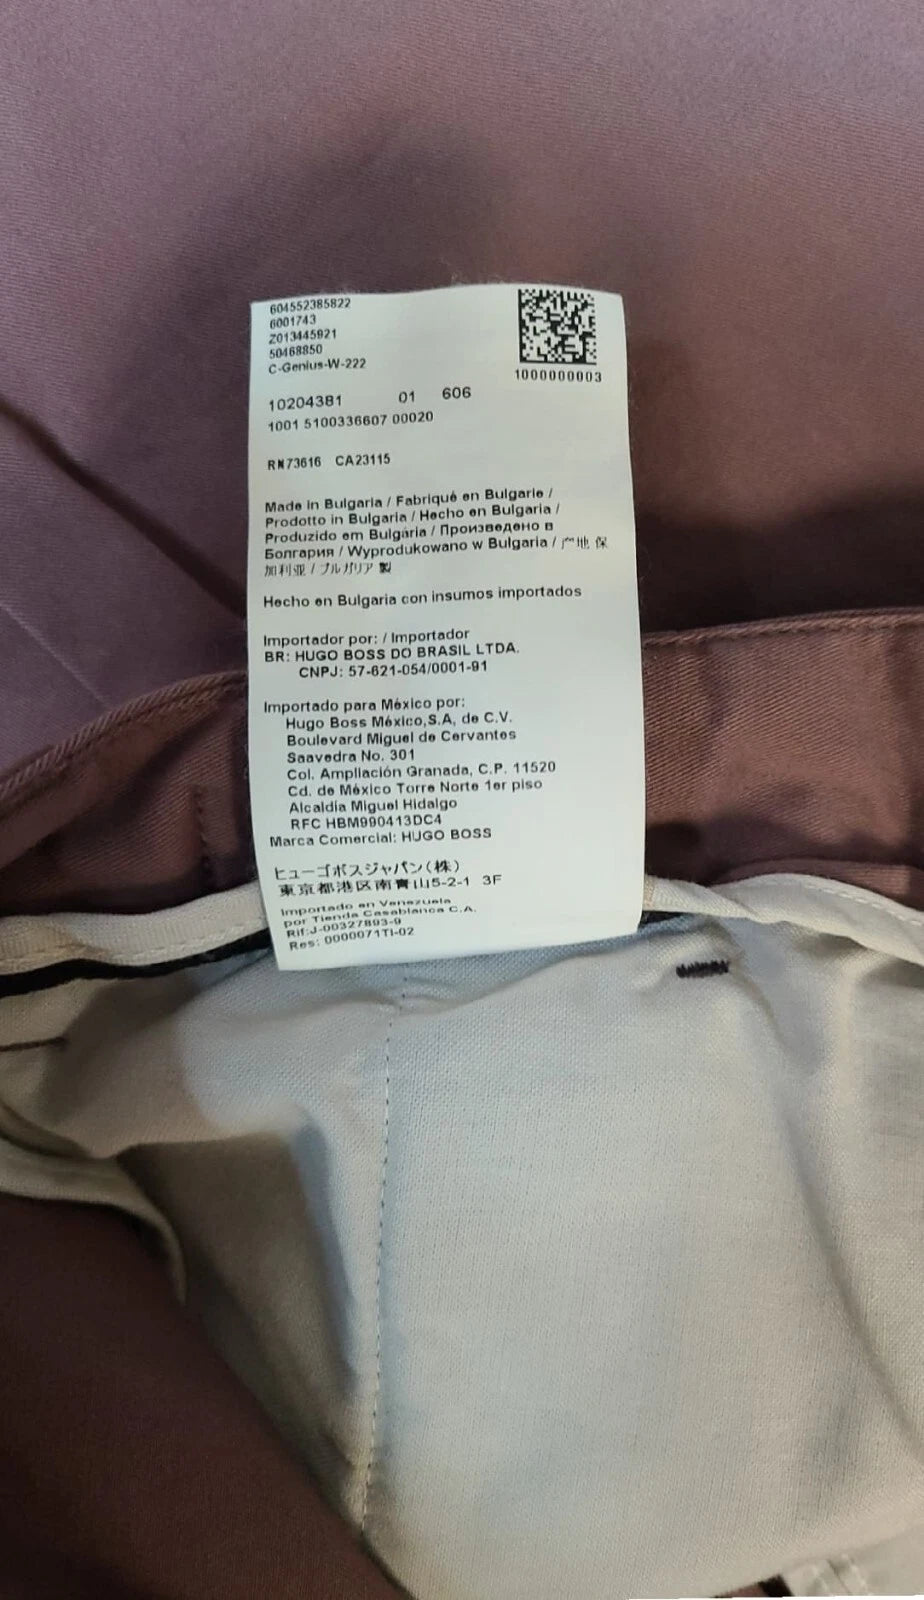 604552385822
6001743
Z013445921
50468850
C-Genius-W-222
1000000003
10204381 01 606
1001 5100336607 00020
RN73616 CA23115
Made in Bulgaria / Fabriqué en Bulgarie /
Prodotto in Bulgaria / Hecho en Bulgaria /
Produzido em Bulgária / Произведено в
Болгария / Wyprodukowano w Bulgaria / 产地 保
加利亚 / ブルガリア 製
Hecho en Bulgaria con insumos importados
Importador por: / Importador
BR: HUGO BOSS DO BRASIL LTDA.
CNPJ: 57-621-054/0001-91
Importado para México por:
Hugo Boss México,S.A, de C.V.
Boulevard Miguel de Cervantes
Saavedra No. 301
Col. Ampliación Granada, C.P. 11520
Cd. de México Torre Norte 1er piso
Alcaldia Miguel Hidalgo
RFC HBM990413DC4
Marca Comercial: HUGO BOSS
ヒューゴボスジャパン(株)
東京都港区南青山5-2-1 3F
Importado en Venezuela
por Tienda Casablanca C.A.
Rif:J-00327893-9
Res: 0000071TI-02